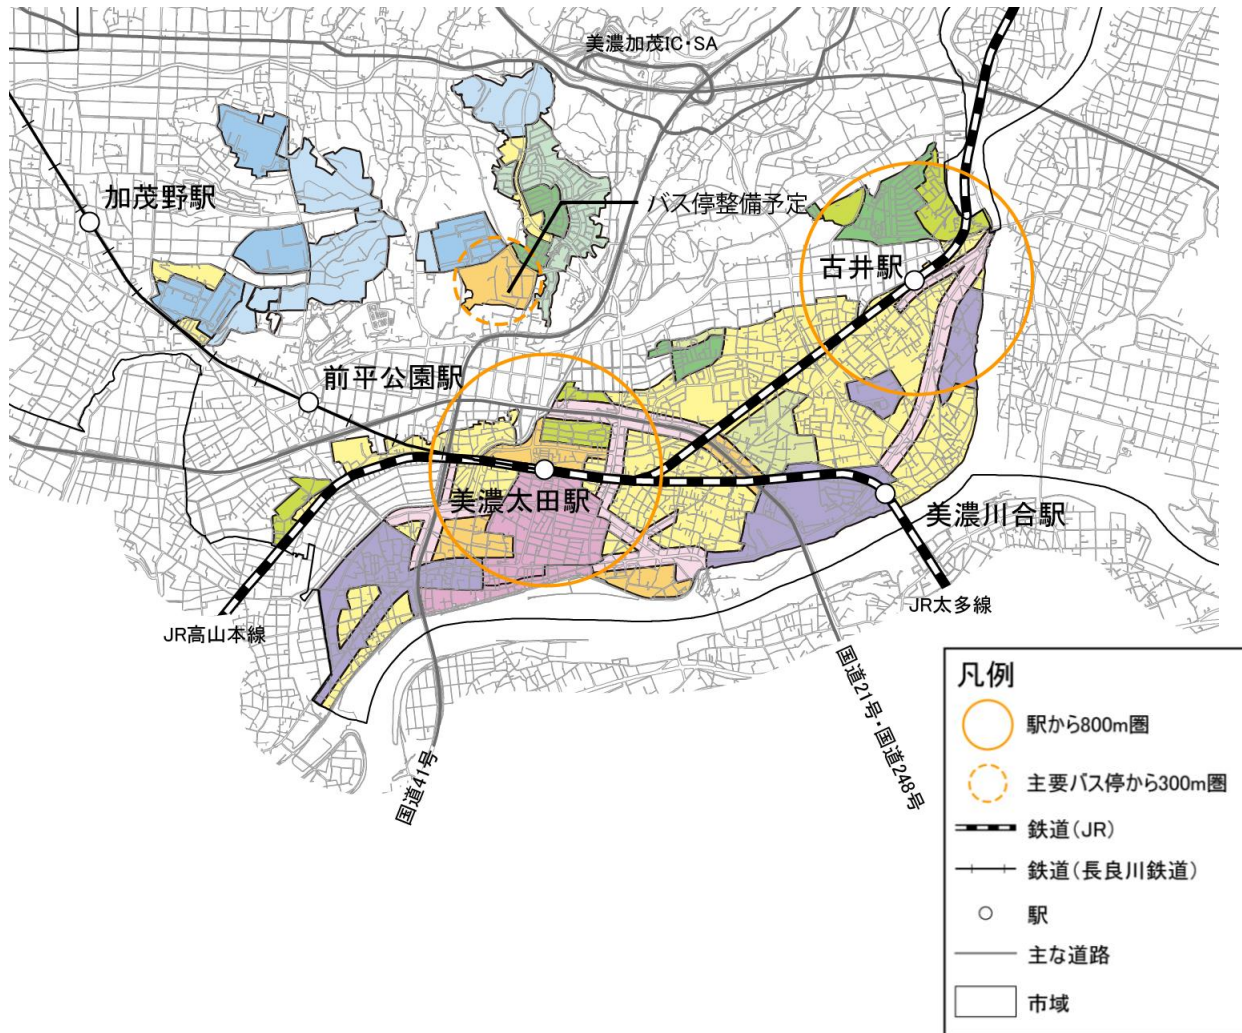 美濃加茂IC・SA
加茂野駅
バス停整備予定
古井駅
前平公園駅
美濃太田駅
美濃川合駅
JR高山本線
JR太多線
国道41号
国道21号・国道248号
凡例
駅から800m圏
主要バス停から300m圏
鉄道(JR)
鉄道(長良川鉄道)
駅
主な道路
市域